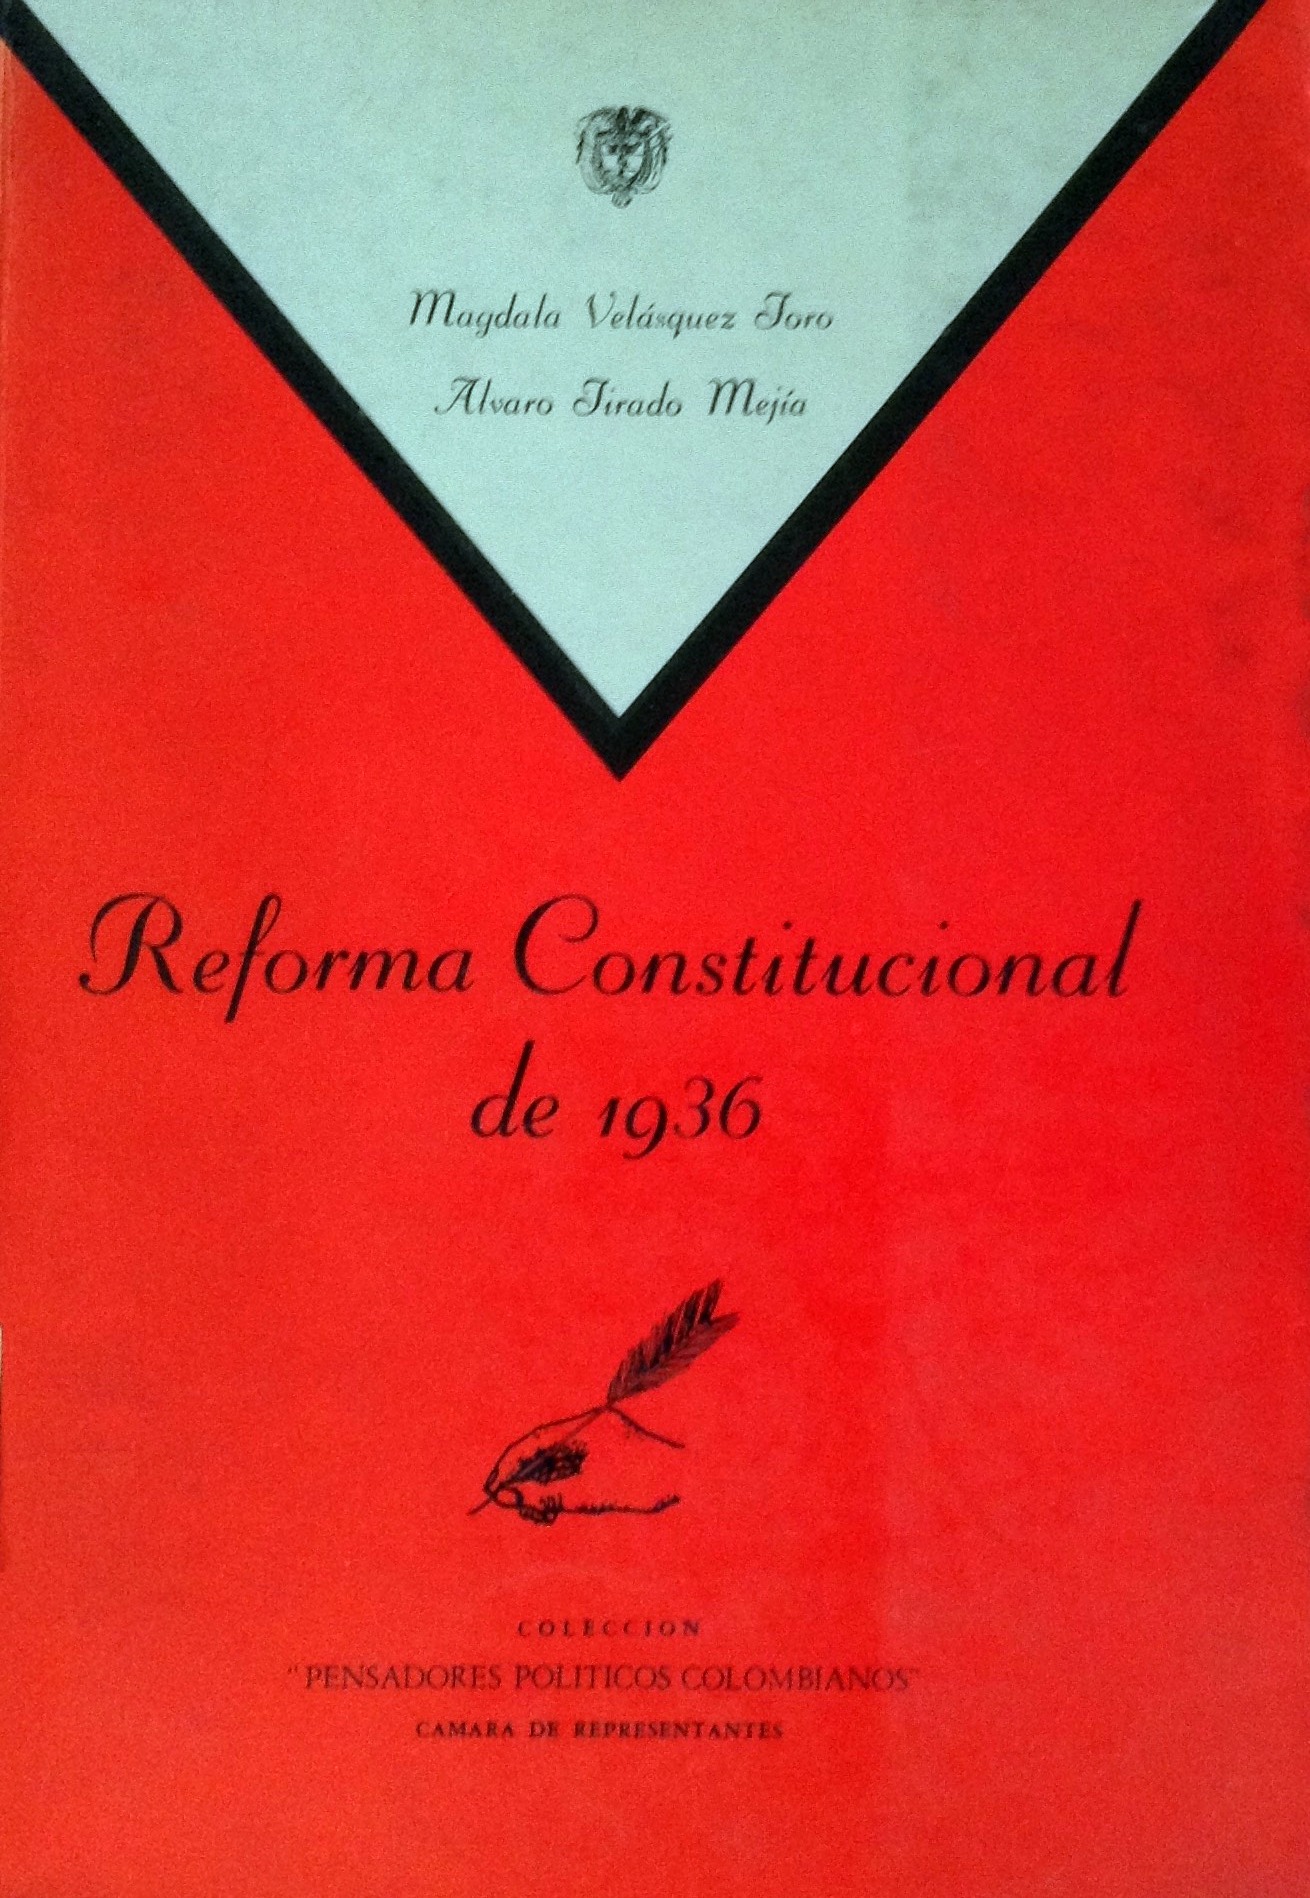 Magdala Velásquez Toro
Alvaro Tirado Mejía
Reforma Constitucional
de 1936
COLECCION
"PENSADORES POLITICOS COLOMBIANOS"
CAMARA DE REPRESENTANTES